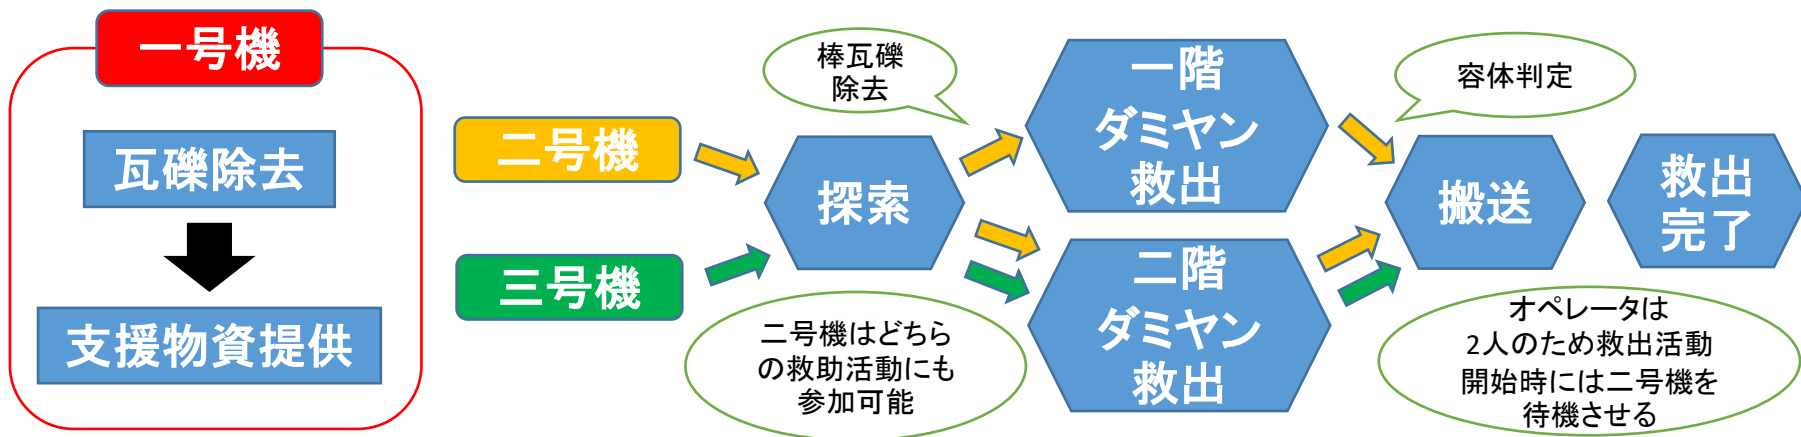 一号機
瓦礫除去
支援物資提供
二号機
三号機
棒瓦礫
除去
探索
二号機はどちら
の救助活動にも
参加可能
一階
ダミヤン
救出
二階
ダミヤン
救出
容体判定
搬送
救出
完了
オペレータは
2人のため救出活動
開始時には二号機を
待機させる